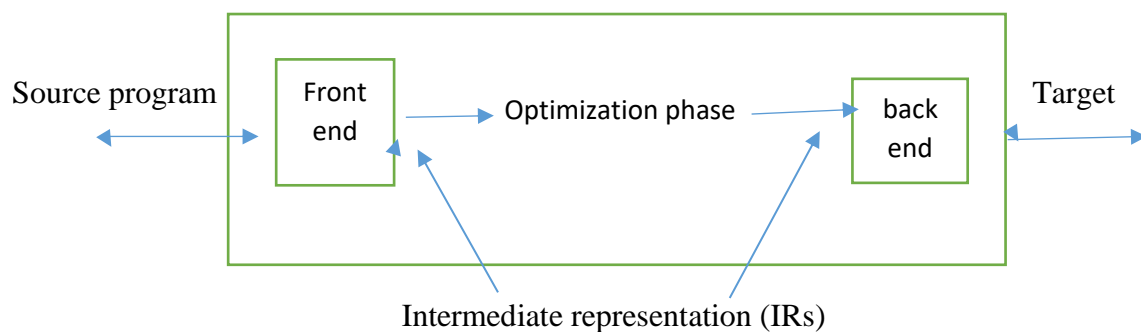 Source program
Front
end
Optimization phase
back
end
Target
Intermediate representation (IRs)